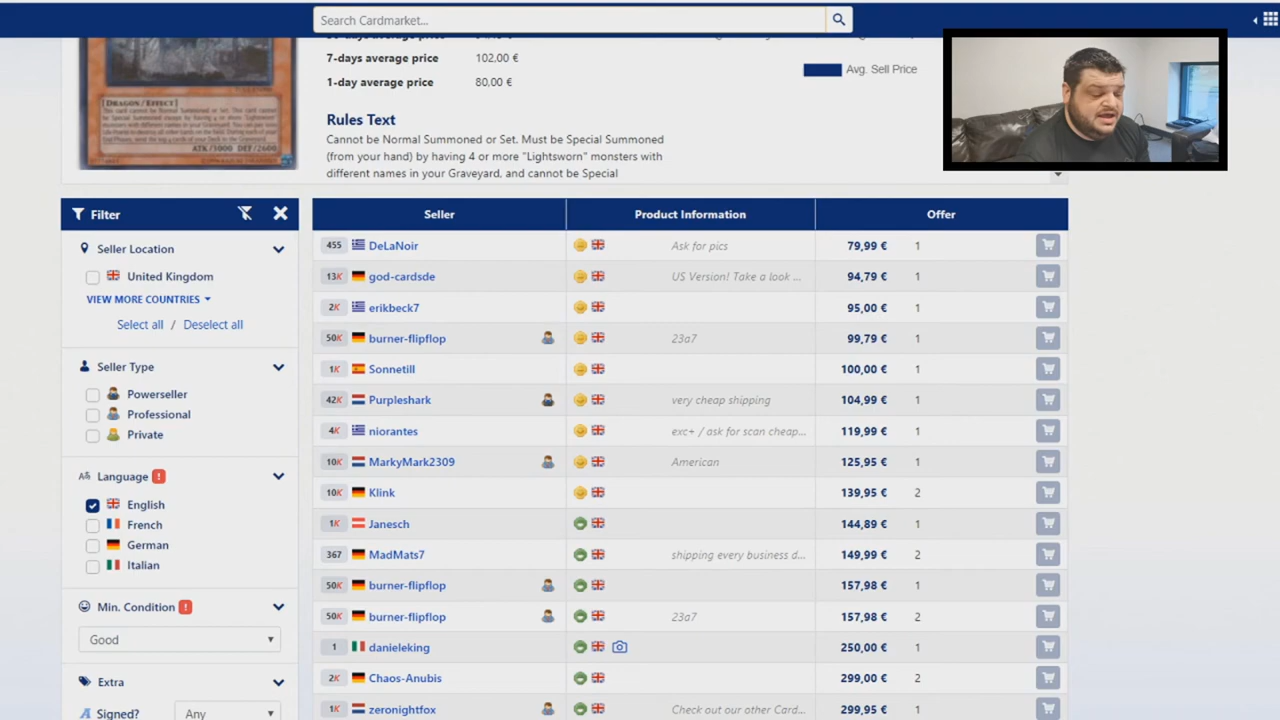 Search Cardmarket...
7-days average price 102.00 €
1-day average price 80,00 €
Avg. Sell Price
[DRAGON/EFFECT]
ATK/3000 DEF/2600
Rules Text
Cannot be Normal Summoned or Set. Must be Special Summoned
(from your hand) by having 4 or more "Lightsworn" monsters with
different names in your Graveyard, and cannot be Special
Filter
Seller Location
United Kingdom
VIEW MORE COUNTRIES
Select all / Deselect all
Seller Type
Powerseller
Professional
Private
Language !
English
French
German
Italian
Min. Condition !
Good
Extra
Signed? Any
Seller Product Information Offer
455 DeLaNoir Ask for pics 79,99 € 1
13K god-cardsde US Version! Take a look ... 94,79 € 1
2K erikbeck7 95,00 € 1
50K burner-flipflop 23a7 99,79 € 1
1K Sonnetill 100,00 € 1
42K Purpleshark very cheap shipping 104,99 € 1
4K niorantes exc+ / ask for scan cheap... 119,99 € 1
10K MarkyMark2309 American 125,95 € 1
10K Klink 139,95 € 2
1K Janesch 144,89 € 1
367 MadMats7 shipping every business d... 149,99 € 2
50K burner-flipflop 157,98 € 1
50K burner-flipflop 23a7 157,98 € 2
1 danieleking 250,00 € 1
2K Chaos-Anubis 299,00 € 2
1K zeronightfox Check out our other Card... 299,95 € 1